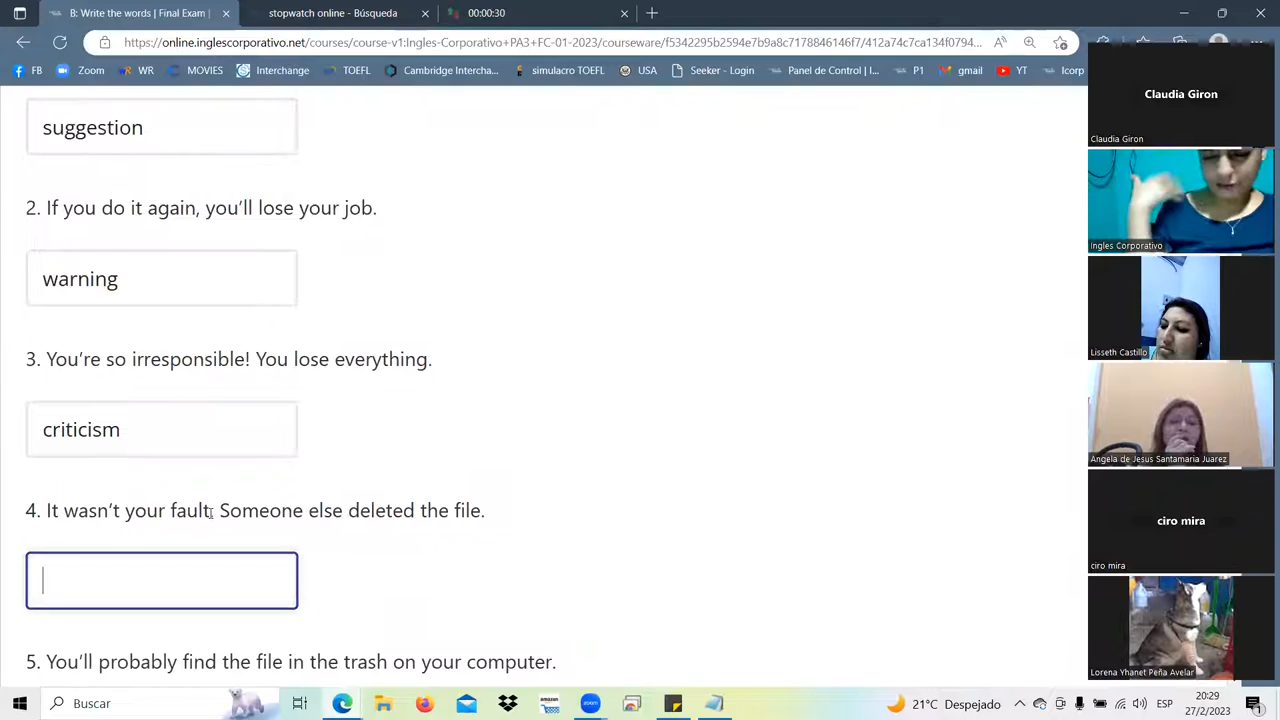 B: Write the words | Final Exam |
stopwatch online - Búsqueda
00:00:30
https://online.inglescorporativo.net/courses/course-v1:Ingles-Corporativo+PA3+FC-01-2023/courseware/f5342295b2594e7b9a8c7178846146f7/412a74c7ca134f0794...
FB
Zoom
WR
MOVIES
Interchange
TOEFL
Cambridge Intercha...
simulacro TOEFL
USA
Seeker - Login
Panel de Control | I...
P1
gmail
YT
Icorp
suggestion
2. If you do it again, you'll lose your job.
warning
3. You're so irresponsible! You lose everything.
criticism
4. It wasn't your fault. Someone else deleted the file.
5. You'll probably find the file in the trash on your computer.
Claudia Giron
Claudia Giron
Ingles Corporativo
Lisseth Castillo
Angela de Jesus Santamaria Juarez
ciro mira
ciro mira
Lorena Yhanet Peña Avelar
Buscar
amazon
zoom
21°C Despejado
ESP
20:29
27/2/2023
1